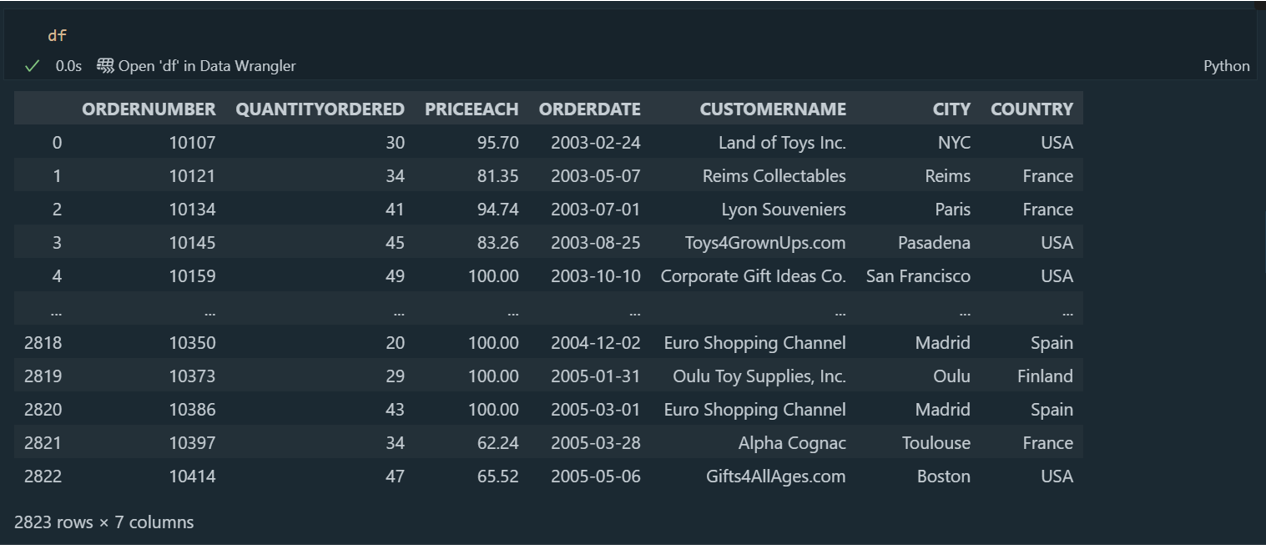 df
0.0s Open 'df' in Data Wrangler Python
ORDERNUMBER QUANTITYORDERED PRICEEACH ORDERDATE CUSTOMERNAME CITY COUNTRY
0 10107 30 95.70 2003-02-24 Land of Toys Inc. NYC USA
1 10121 34 81.35 2003-05-07 Reims Collectables Reims France
2 10134 41 94.74 2003-07-01 Lyon Souveniers Paris France
3 10145 45 83.26 2003-08-25 Toys4GrownUps.com Pasadena USA
4 10159 49 100.00 2003-10-10 Corporate Gift Ideas Co. San Francisco USA
... ... ... ... ... ... ... ...
2818 10350 20 100.00 2004-12-02 Euro Shopping Channel Madrid Spain
2819 10373 29 100.00 2005-01-31 Oulu Toy Supplies, Inc. Oulu Finland
2820 10386 43 100.00 2005-03-01 Euro Shopping Channel Madrid Spain
2821 10397 34 62.24 2005-03-28 Alpha Cognac Toulouse France
2822 10414 47 65.52 2005-05-06 Gifts4AllAges.com Boston USA
2823 rows × 7 columns